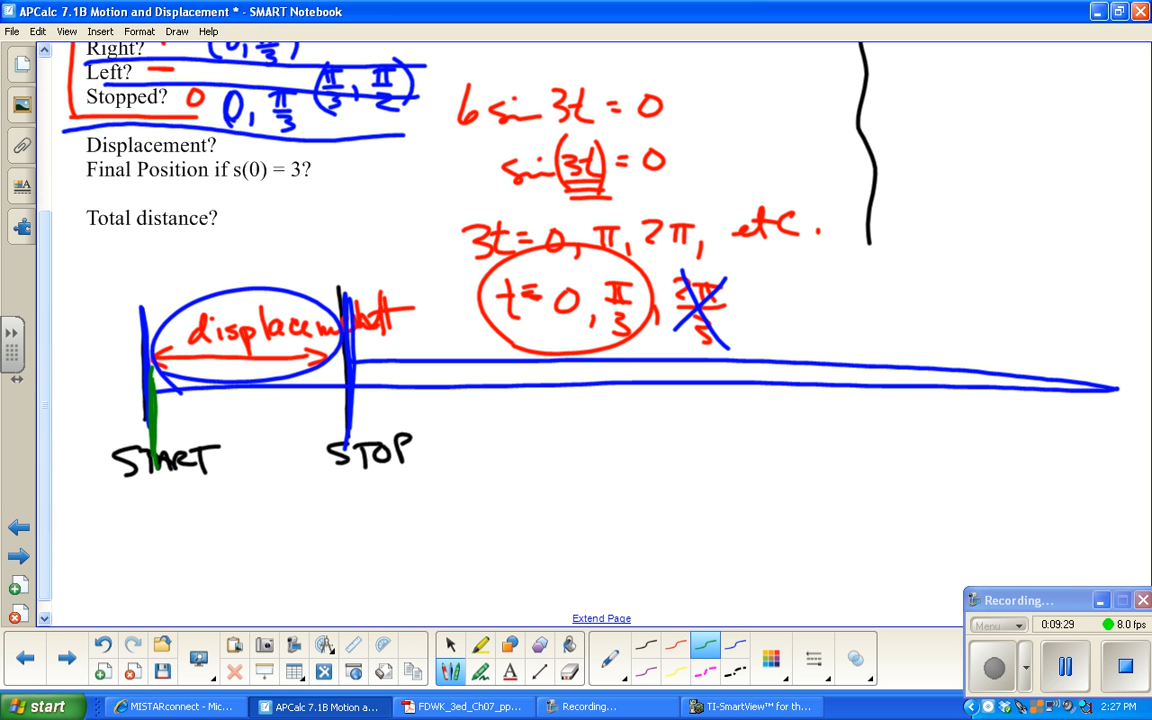 APCalc 7.1B Motion and Displacement * - SMART Notebook
File Edit View Insert Format Draw Help
Right?
Left? —
Stopped? 0 0, π/3 (π/3, π/2)
Displacement?
Final Position if s(0) = 3?
Total distance?
6 sin 3t = 0
sin(3t) = 0
3t = 0, π, 2π, etc.
t = 0, π/3, 2π/3
displacement
START STOP
Extend Page
Recording...
Menu
0:09:29 8.0 fps
start
MISTARconnect - Mic...
APCalc 7.1B Motion a...
FDWK_3ed_Ch07_pp...
Recording...
TI-SmartView™ for th...
2:27 PM